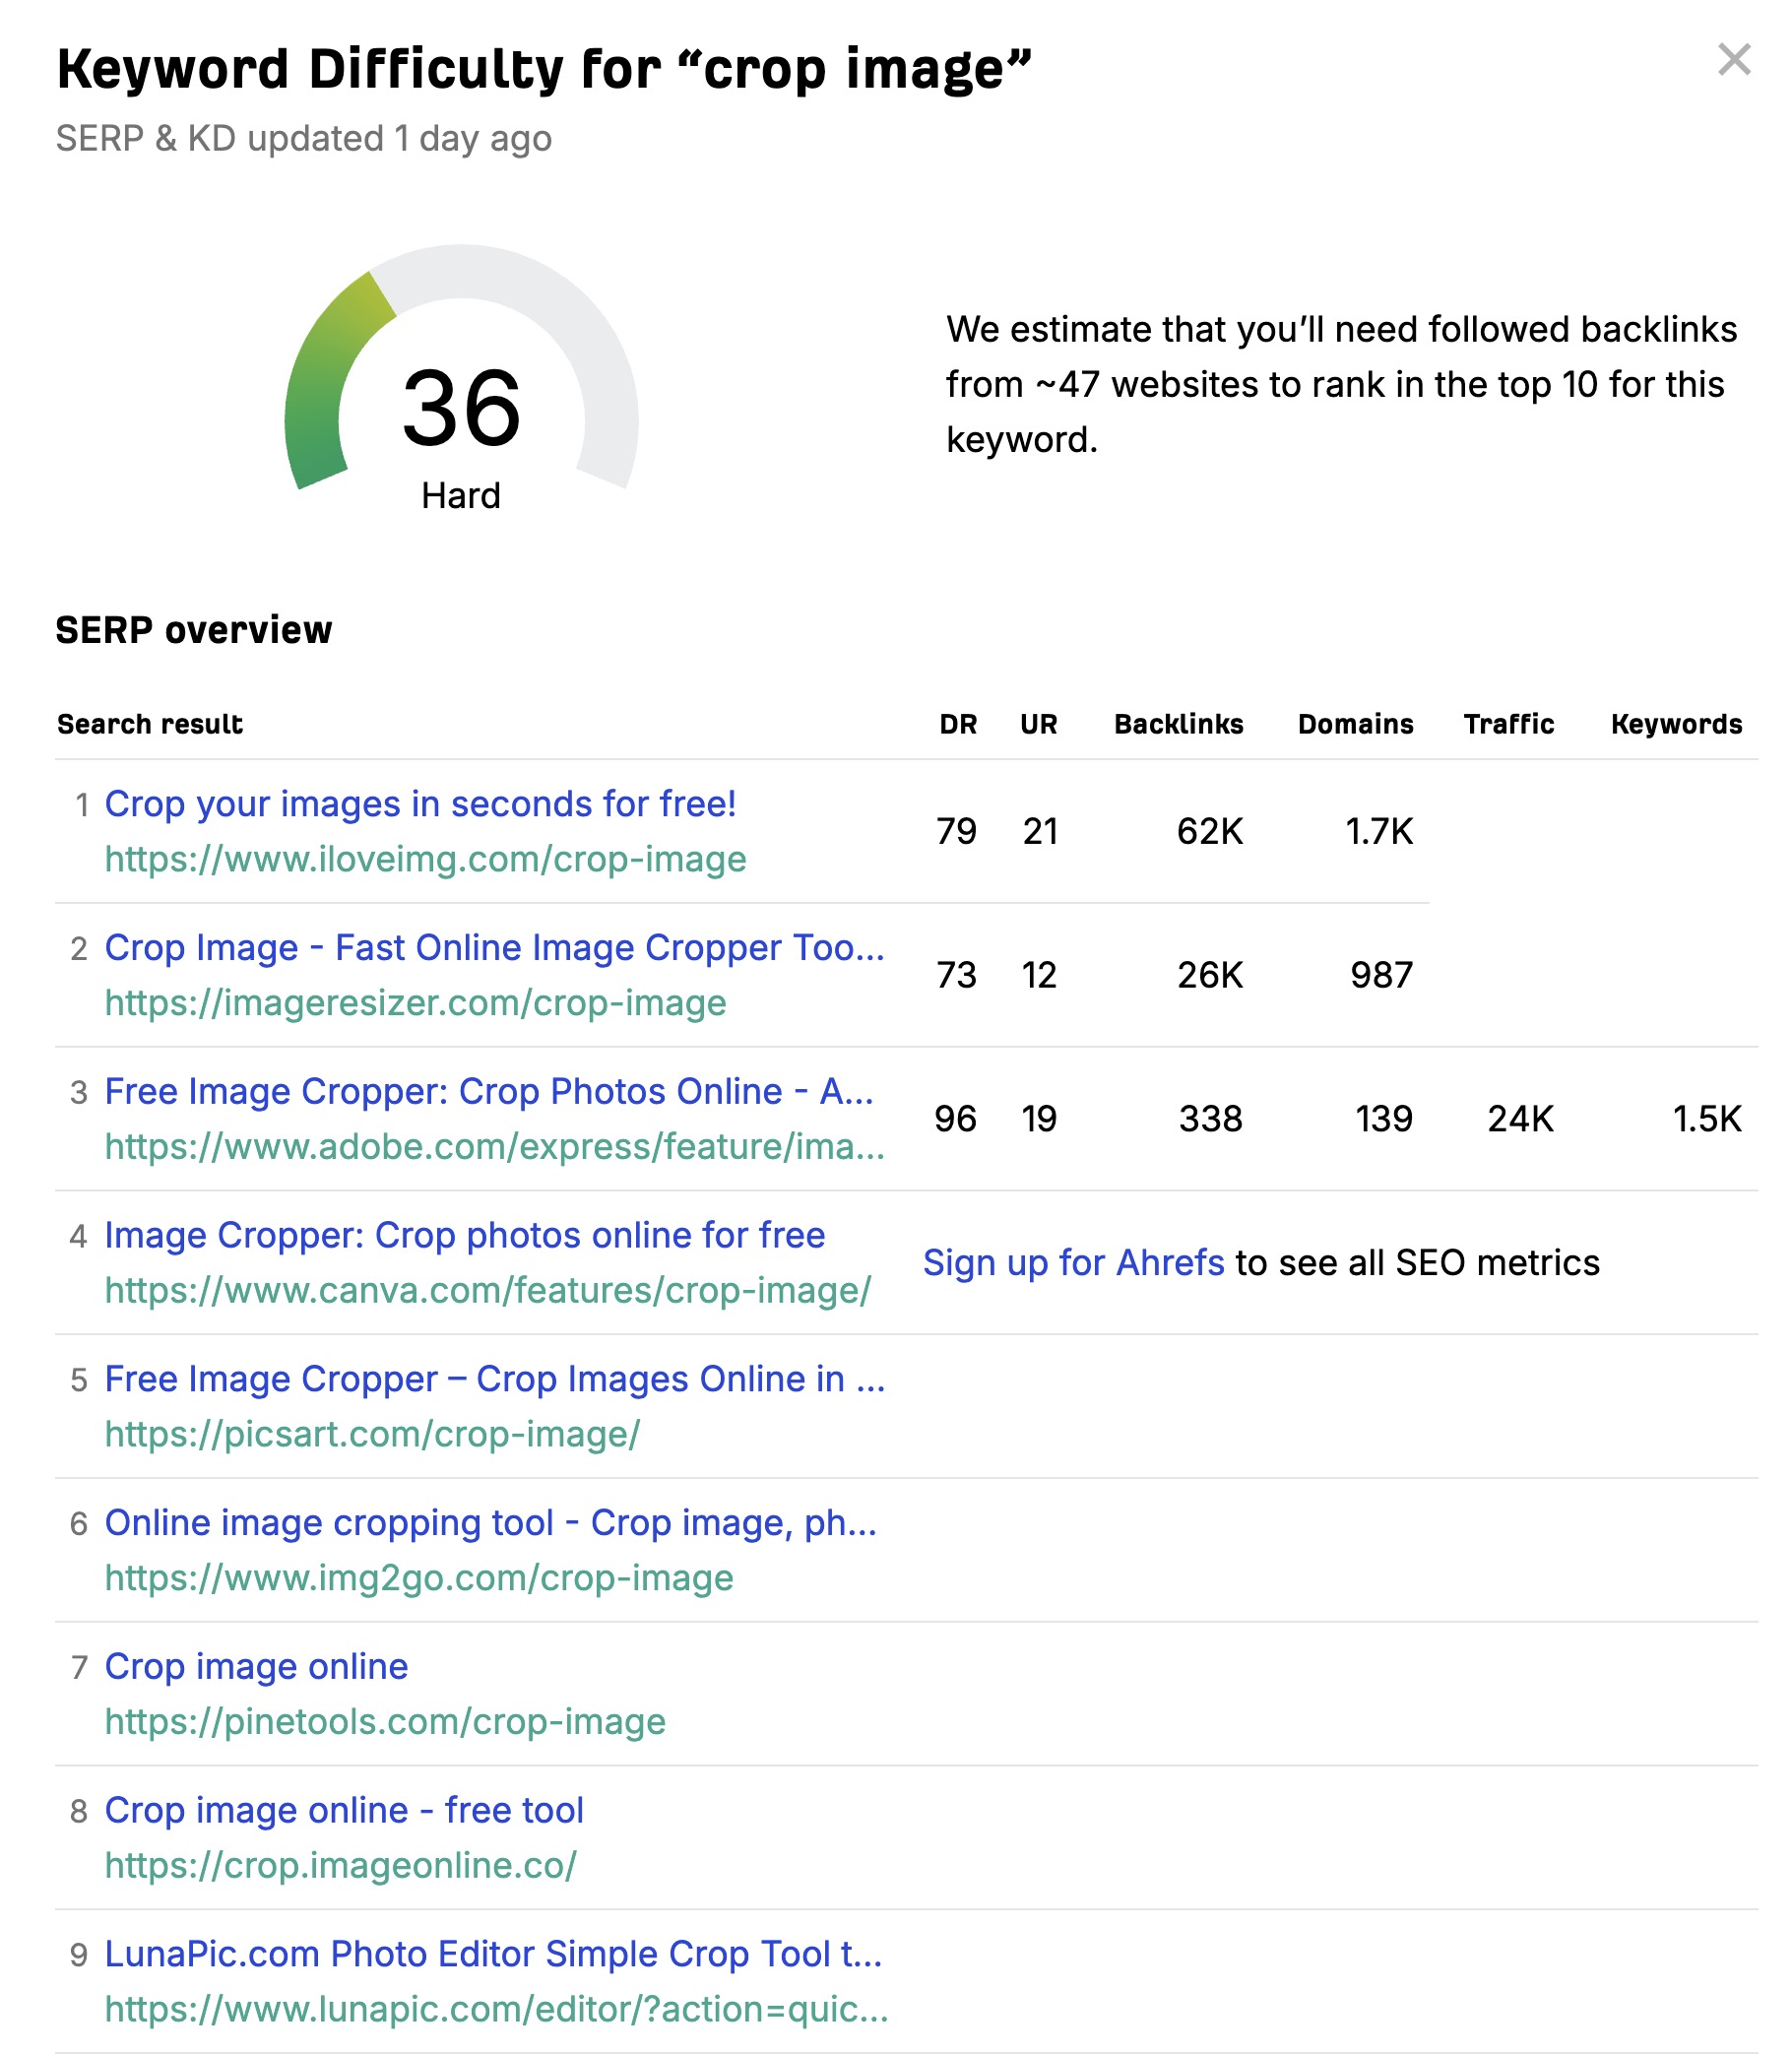 Keyword Difficulty for “crop image”
SERP & KD updated 1 day ago
36
Hard
We estimate that you’ll need followed backlinks
from ~47 websites to rank in the top 10 for this
keyword.
SERP overview
Search result DR UR Backlinks Domains Traffic Keywords
1 Crop your images in seconds for free!
https://www.iloveimg.com/crop-image
79 21 62K 1.7K
2 Crop Image - Fast Online Image Cropper Too...
https://imageresizer.com/crop-image
73 12 26K 987
3 Free Image Cropper: Crop Photos Online - A...
https://www.adobe.com/express/feature/ima...
96 19 338 139 24K 1.5K
4 Image Cropper: Crop photos online for free
https://www.canva.com/features/crop-image/
Sign up for Ahrefs to see all SEO metrics
5 Free Image Cropper – Crop Images Online in ...
https://picsart.com/crop-image/
6 Online image cropping tool - Crop image, ph...
https://www.img2go.com/crop-image
7 Crop image online
https://pinetools.com/crop-image
8 Crop image online - free tool
https://crop.imageonline.co/
9 LunaPic.com Photo Editor Simple Crop Tool t...
https://www.lunapic.com/editor/?action=quic...